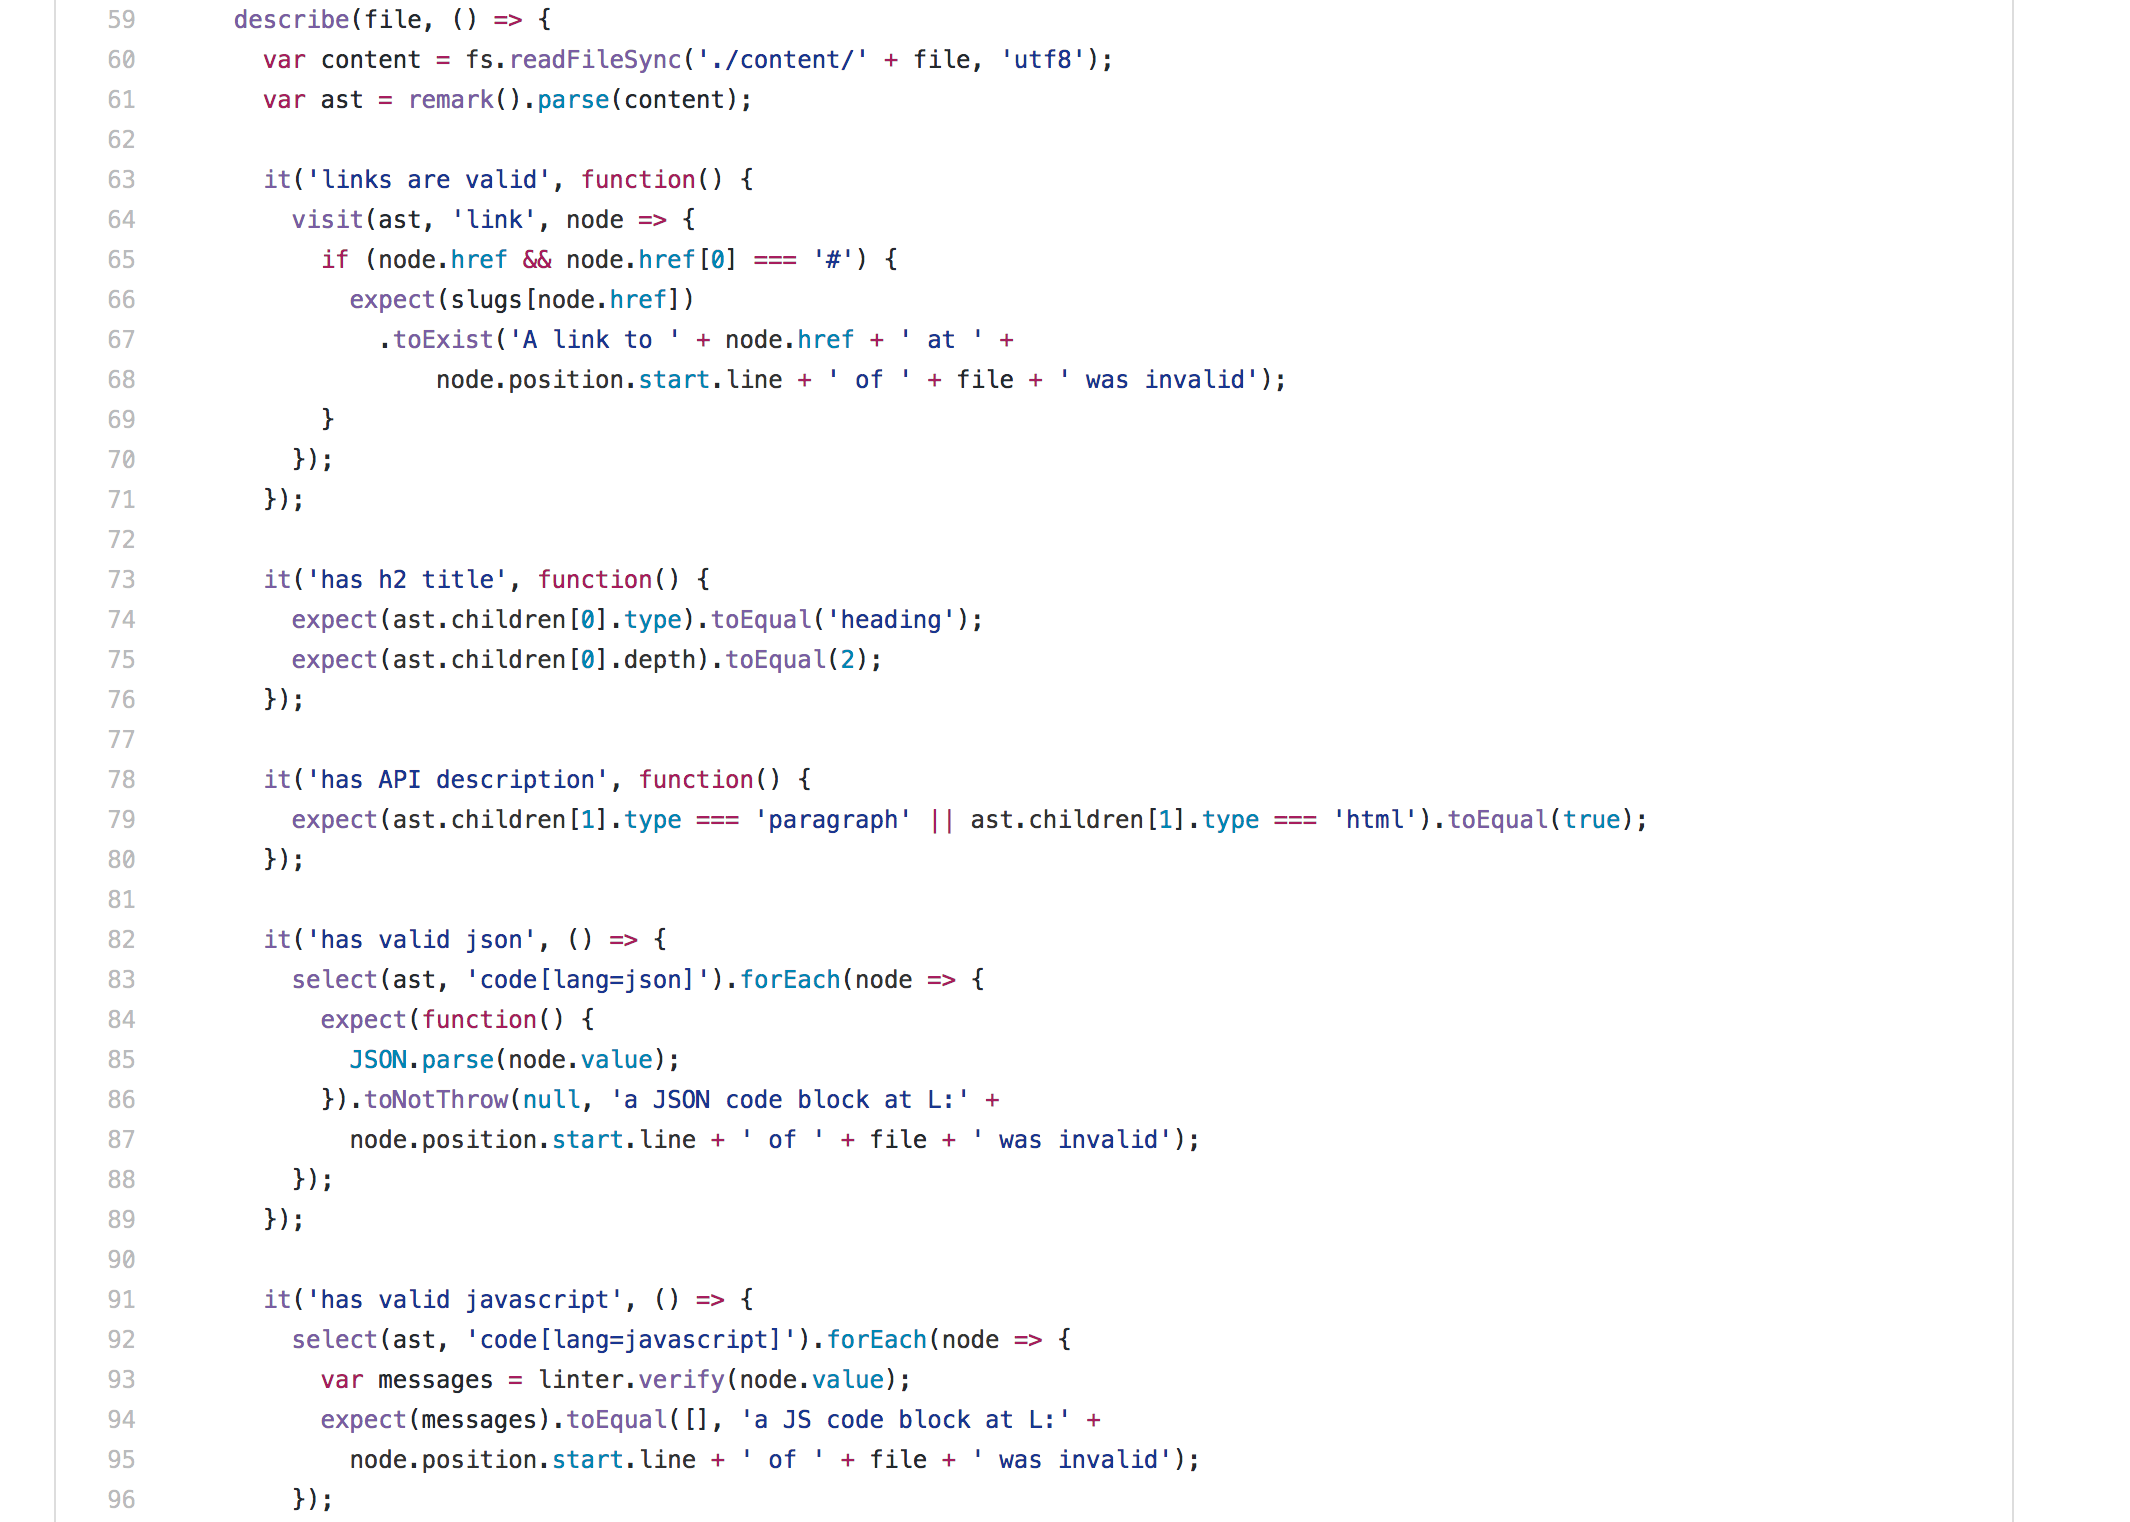 59 describe(file, () => {
60 var content = fs.readFileSync('./content/' + file, 'utf8');
61 var ast = remark().parse(content);
62
63 it('links are valid', function() {
64 visit(ast, 'link', node => {
65 if (node.href && node.href[0] === '#') {
66 expect(slugs[node.href])
67 .toExist('A link to ' + node.href + ' at ' +
68 node.position.start.line + ' of ' + file + ' was invalid');
69 }
70 });
71 });
72
73 it('has h2 title', function() {
74 expect(ast.children[0].type).toEqual('heading');
75 expect(ast.children[0].depth).toEqual(2);
76 });
77
78 it('has API description', function() {
79 expect(ast.children[1].type === 'paragraph' || ast.children[1].type === 'html').toEqual(true);
80 });
81
82 it('has valid json', () => {
83 select(ast, 'code[lang=json]').forEach(node => {
84 expect(function() {
85 JSON.parse(node.value);
86 }).toNotThrow(null, 'a JSON code block at L:' +
87 node.position.start.line + ' of ' + file + ' was invalid');
88 });
89 });
90
91 it('has valid javascript', () => {
92 select(ast, 'code[lang=javascript]').forEach(node => {
93 var messages = linter.verify(node.value);
94 expect(messages).toEqual([], 'a JS code block at L:' +
95 node.position.start.line + ' of ' + file + ' was invalid');
96 });